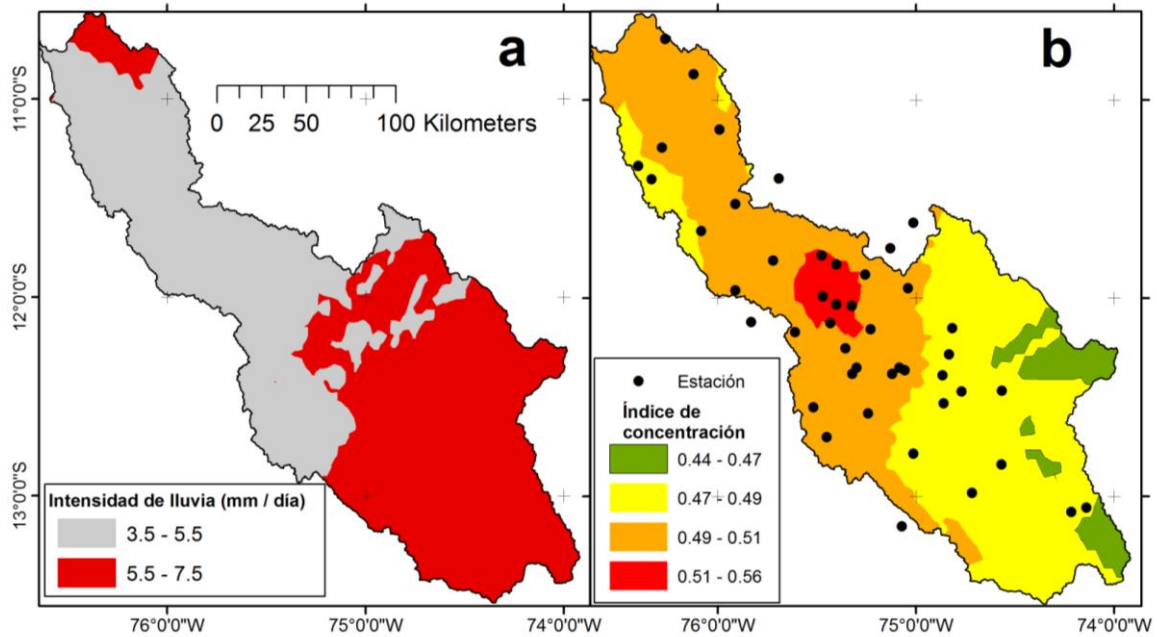 a
b
0 25 50 100 Kilometers
11°0'0"S
12°0'0"S
13°0'0"S
Intensidad de lluvia (mm / día)
3.5 - 5.5
5.5 - 7.5
Estación
Índice de
concentración
0.44 - 0.47
0.47 - 0.49
0.49 - 0.51
0.51 - 0.56
76°0'0"W 75°0'0"W 74°0'0"W 76°0'0"W 75°0'0"W 74°0'0"W